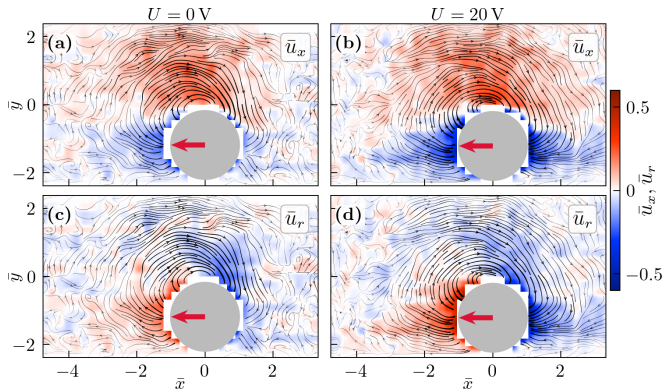 U = 0 V
U = 20 V
(a)
ū_x
(b)
ū_x
2
0
−2
ȳ
(c)
ū_r
(d)
ū_r
2
0
−2
ȳ
0.5
0
−0.5
ū_x, ū_r
−4 −2 0 2
x̄
−4 −2 0 2
x̄